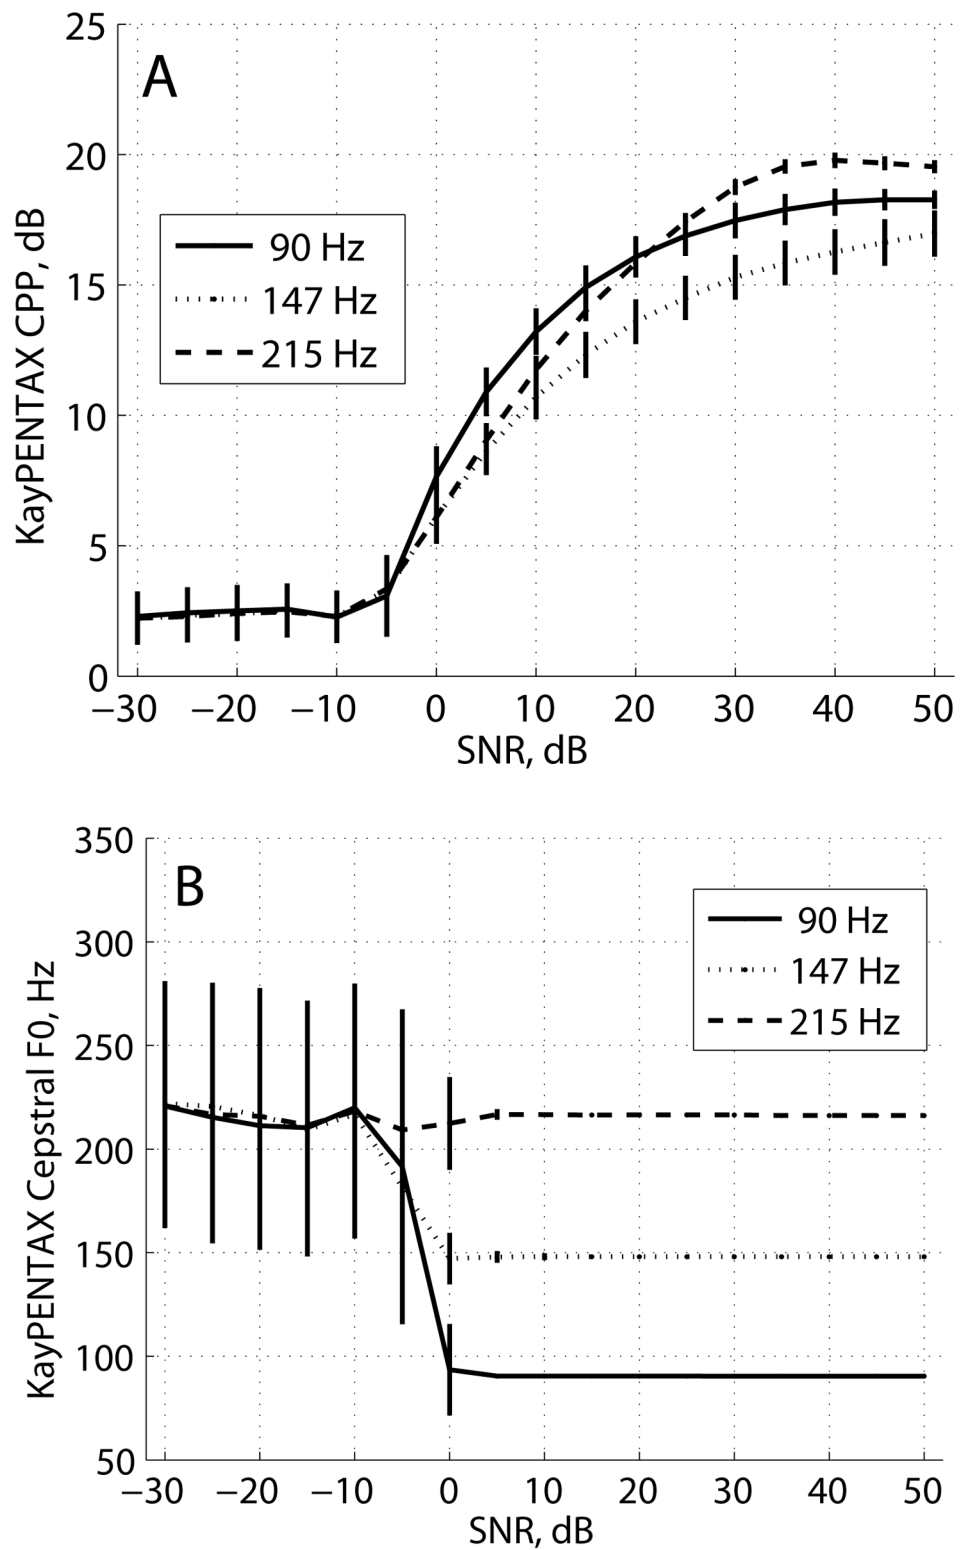 25
A
20
KayPENTAX CPP, dB
90 Hz
147 Hz
215 Hz
15
10
5
0
−30 −20 −10 0 10 20 30 40 50
SNR, dB
350
B
90 Hz
147 Hz
215 Hz
300
KayPENTAX Cepstral F0, Hz
250
200
150
100
50
−30 −20 −10 0 10 20 30 40 50
SNR, dB